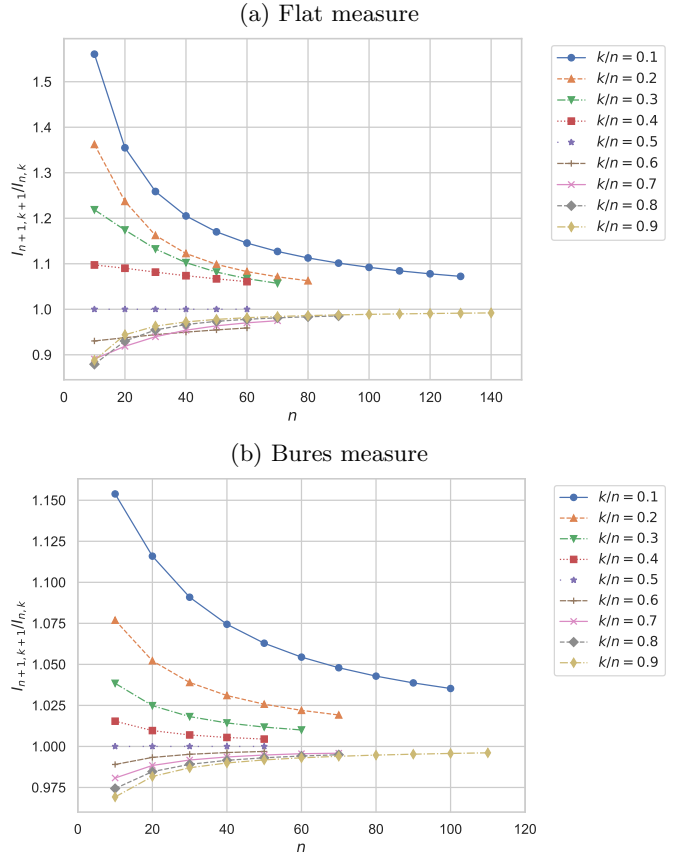 (a) Flat measure
1.5
1.4
1.3
1.2
1.1
1.0
0.9
I_{n+1,k+1}/I_{n,k}
0 20 40 60 80 100 120 140
n
k/n = 0.1
k/n = 0.2
k/n = 0.3
k/n = 0.4
k/n = 0.5
k/n = 0.6
k/n = 0.7
k/n = 0.8
k/n = 0.9
(b) Bures measure
1.150
1.125
1.100
1.075
1.050
1.025
1.000
0.975
I_{n+1,k+1}/I_{n,k}
0 20 40 60 80 100 120
n
k/n = 0.1
k/n = 0.2
k/n = 0.3
k/n = 0.4
k/n = 0.5
k/n = 0.6
k/n = 0.7
k/n = 0.8
k/n = 0.9